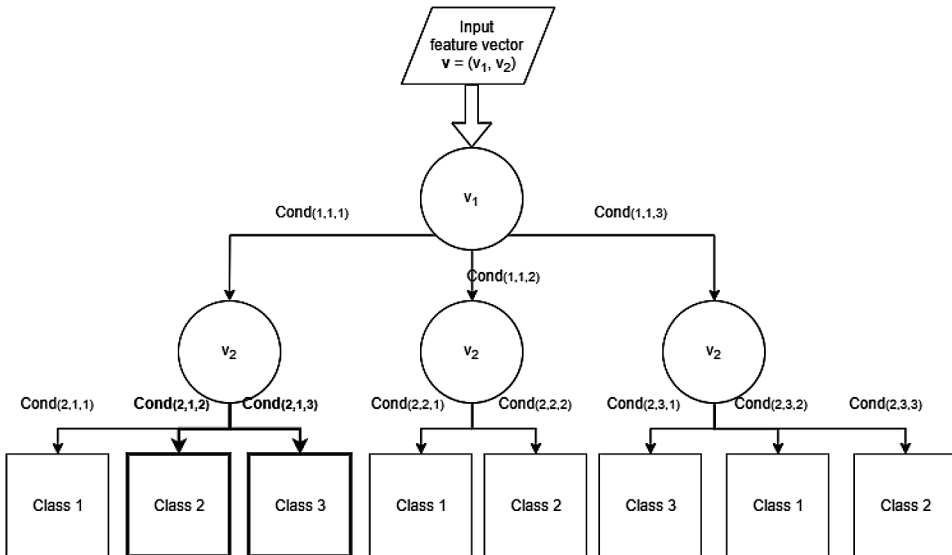 Input
feature vector
v = (v₁, v₂)
v₁
Cond(1,1,1)
Cond(1,1,3)
Cond(1,1,2)
v₂
v₂
v₂
Cond(2,1,1)
Cond(2,1,2)
Cond(2,1,3)
Cond(2,2,1)
Cond(2,2,2)
Cond(2,3,1)
Cond(2,3,2)
Cond(2,3,3)
Class 1
Class 2
Class 3
Class 1
Class 2
Class 3
Class 1
Class 2